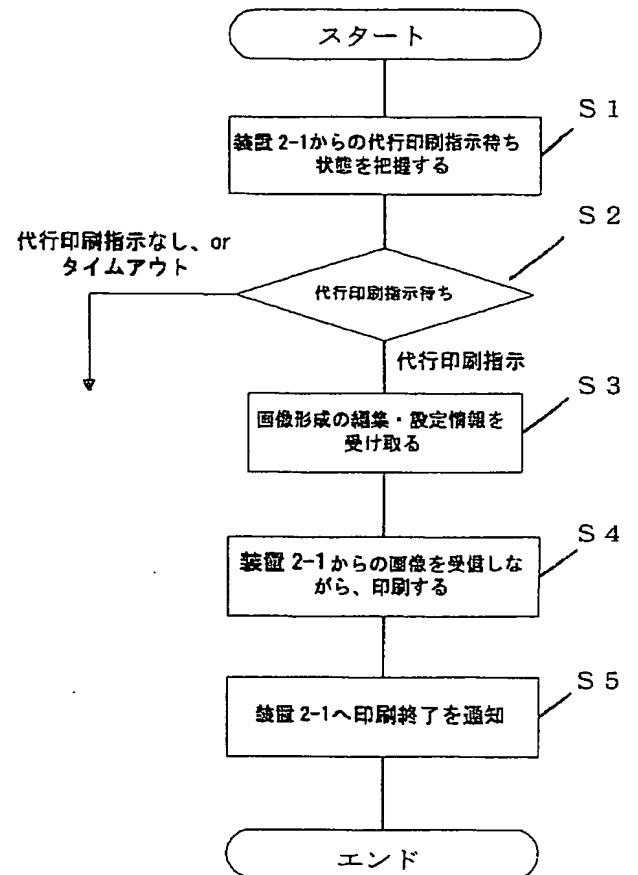 スタート
S1
装置2-1からの代行印刷指示待ち
状態を把握する
S2
代行印刷指示なし、or
タイムアウト
代行印刷指示待ち
代行印刷指示
S3
画像形成の編集・設定情報を
受け取る
S4
装置2-1からの画像を受信しな
がら、印刷する
S5
装置2-1へ印刷終了を通知
エンド